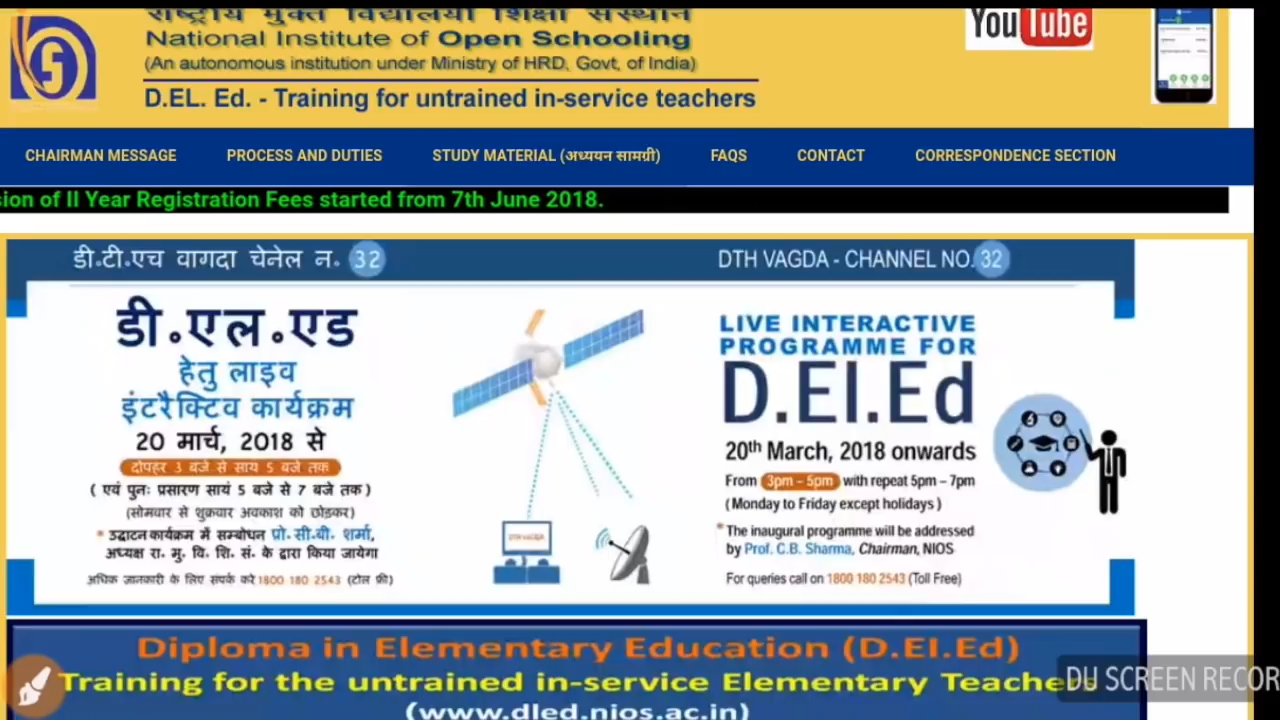 राष्ट्रीय मुक्त विद्यालयी शिक्षा संस्थान
National Institute of Open Schooling
(An autonomous institution under Ministry of HRD, Govt, of India)
D.EL. Ed. - Training for untrained in-service teachers
YouTube
CHAIRMAN MESSAGE PROCESS AND DUTIES STUDY MATERIAL (अध्ययन सामग्री) FAQS CONTACT CORRESPONDENCE SECTION
sion of II Year Registration Fees started from 7th June 2018.
डी॰टी॰एच वागदा चेनेल न॰ 32
डी॰एल॰एड
हेतु लाइव
इंटरैक्टिव कार्यक्रम
20 मार्च, 2018 से
दोपहर 3 बजे से साय 5 बजे तक
( एवं पुनः प्रसारण सायं 5 बजे से 7 बजे तक )
(सोमवार से शुक्रवार अवकाश को छोड़कर)
* उद्घाटन कार्यक्रम में सम्बोधन प्रो॰सी॰बी॰ शर्मा,
अध्यक्ष रा॰ मु॰ वि॰ शि॰ सं॰ के द्वारा किया जायेगा
अधिक जानकारी के लिए संपर्क करे 1800 180 2543 (टोल फ्री)
DTH VAGDA - CHANNEL NO. 32
LIVE INTERACTIVE
PROGRAMME FOR
D.El.Ed
20th March, 2018 onwards
From 3pm – 5pm with repeat 5pm – 7pm
(Monday to Friday except holidays)
* The inaugural programme will be addressed
by Prof. C.B. Sharma, Chairman, NIOS
For queries call on 1800 180 2543 (Toll Free)
DTH VAGDA
Diploma in Elementary Education (D.El.Ed)
Training for the untrained in-service Elementary Teachers
(www.dled.nios.ac.in)
DU SCREEN RECOR